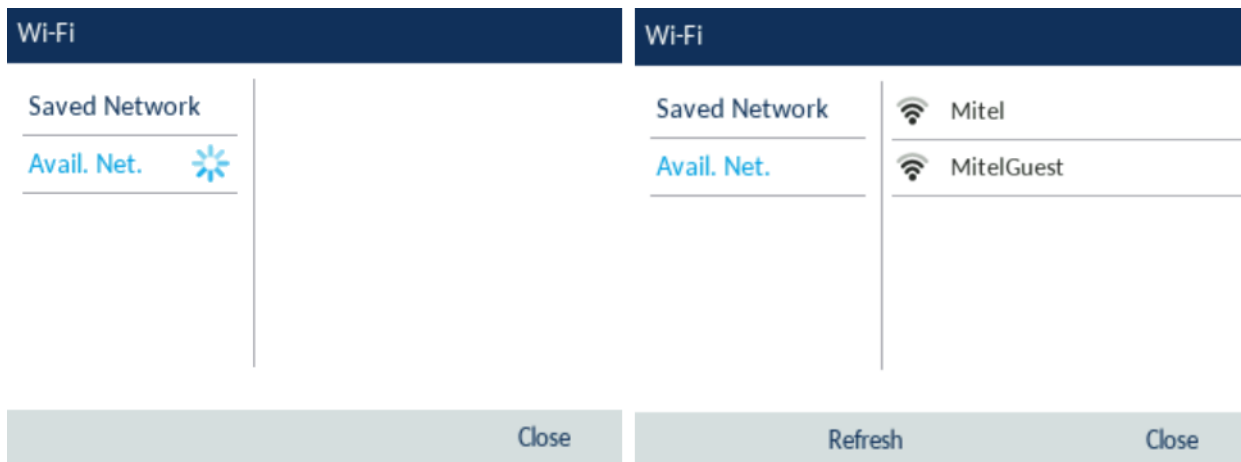 Wi-Fi
Saved Network
Avail. Net.
Close
Wi-Fi
Saved Network
Mitel
Avail. Net.
MitelGuest
Refresh
Close